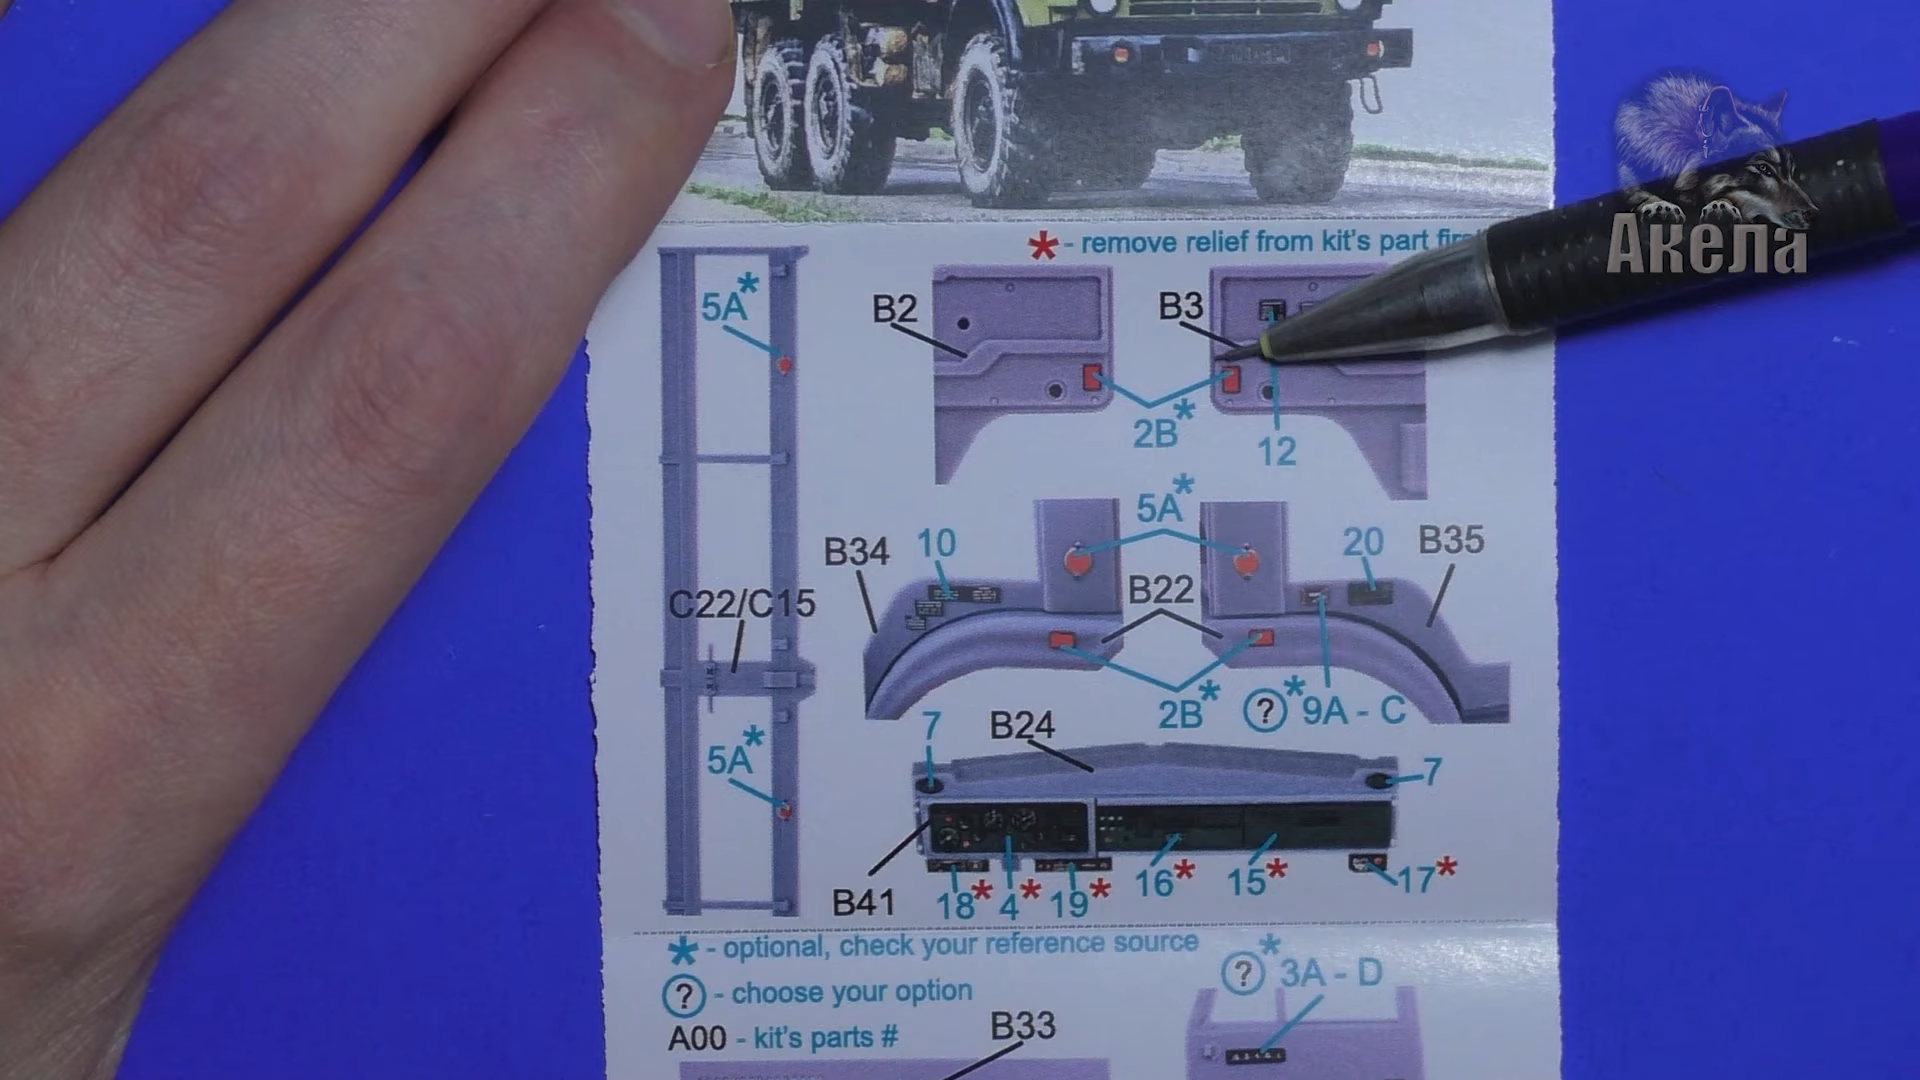 Акела
* - remove relief from kit's part
5A*
B2
B3
2B*
12
5A*
B34
10
20
B35
C22/C15
B22
2B*
?* 9A - C
7
B24
5A*
7
B41
18*
4*
19*
16*
15*
17*
* - optional, check your reference source
?* 3A - D
? - choose your option
A00 - kit's parts #
B33